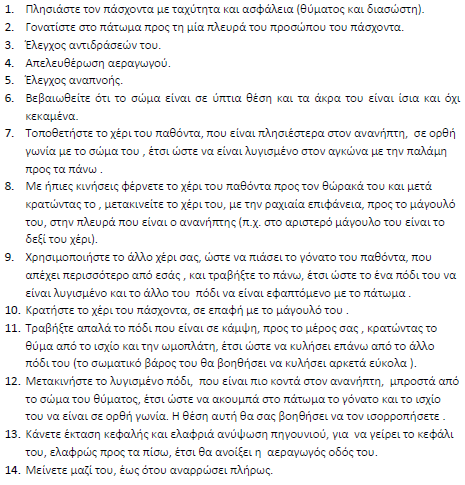 1. Πλησιάστε τον πάσχοντα με ταχύτητα και ασφάλεια (θύματος και διασώστη).
2. Γονατίστε στο πάτωμα προς τη μία πλευρά του προσώπου του πάσχοντα.
3. Έλεγχος αντιδράσεών του.
4. Απελευθέρωση αεραγωγού.
5. Έλεγχος αναπνοής.
6. Βεβαιωθείτε ότι το σώμα είναι σε ύπτια θέση και τα άκρα του είναι ίσια και όχι
κεκαμένα.
7. Τοποθετήστε το χέρι του παθόντα, που είναι πλησιέστερα στον ανανήπτη, σε ορθή
γωνία με το σώμα του , έτσι ώστε να είναι λυγισμένο στον αγκώνα με την παλάμη
προς τα πάνω .
8. Με ήπιες κινήσεις φέρνετε το χέρι του παθόντα προς τον θώρακά του και μετά
κρατώντας το , μετακινείτε το χέρι του, με την ραχιαία επιφάνεια, προς το μάγουλό
του, στην πλευρά που είναι ο ανανήπτης (π.χ. στο αριστερό μάγουλο του είναι το
δεξί του χέρι).
9. Χρησιμοποιήστε το άλλο χέρι σας, ώστε να πιάσει το γόνατο του παθόντα, που
απέχει περισσότερο από εσάς , και τραβήξτε το πάνω, έτσι ώστε το ένα πόδι του να
είναι λυγισμένο και το άλλο του πόδι να είναι εφαπτόμενο με το πάτωμα .
10. Κρατήστε το χέρι του πάσχοντα, σε επαφή με το μάγουλό του .
11. Τραβήξτε απαλά το πόδι που είναι σε κάμψη, προς το μέρος σας , κρατώντας το
θύμα από το ισχίο και την ωμοπλάτη, έτσι ώστε να κυλήσει επάνω από το άλλο
πόδι του (το σωματικό βάρος του θα βοηθήσει να κυλήσει αρκετά εύκολα ).
12. Μετακινήστε το λυγισμένο πόδι, που είναι πιο κοντά στον ανανήπτη, μπροστά από
το σώμα του θύματος, έτσι ώστε να ακουμπά στο πάτωμα το γόνατο και το ισχίο
του να είναι σε ορθή γωνία. Η θέση αυτή θα σας βοηθήσει να τον ισορροπήσετε .
13. Κάνετε έκταση κεφαλής και ελαφριά ανύψωση πηγουνιού, για να γείρει το κεφάλι
του, ελαφρώς προς τα πίσω, έτσι θα ανοίξει η αεραγωγός οδός του.
14. Μείνετε μαζί του, έως ότου αναρρώσει πλήρως.